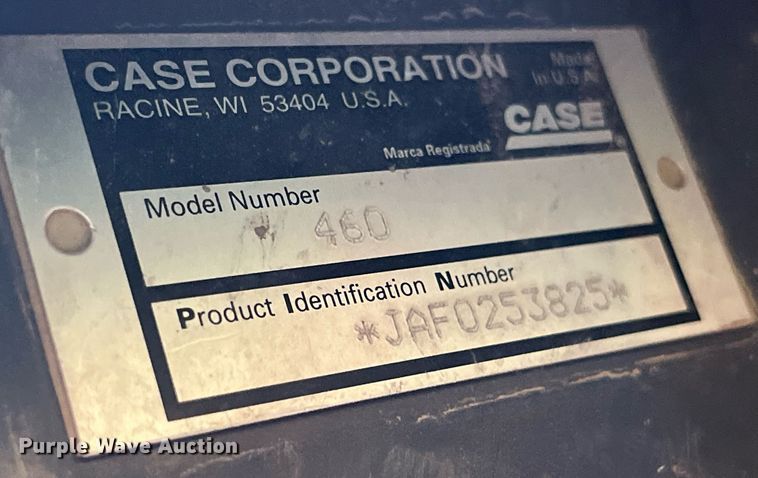 CASE CORPORATION
Made
In U.S.A.
RACINE, WI 53404 U.S.A.
CASE
Marca Registrada
Model Number
460
Product Identification Number
*JAF0253825*
Purple Wave Auction